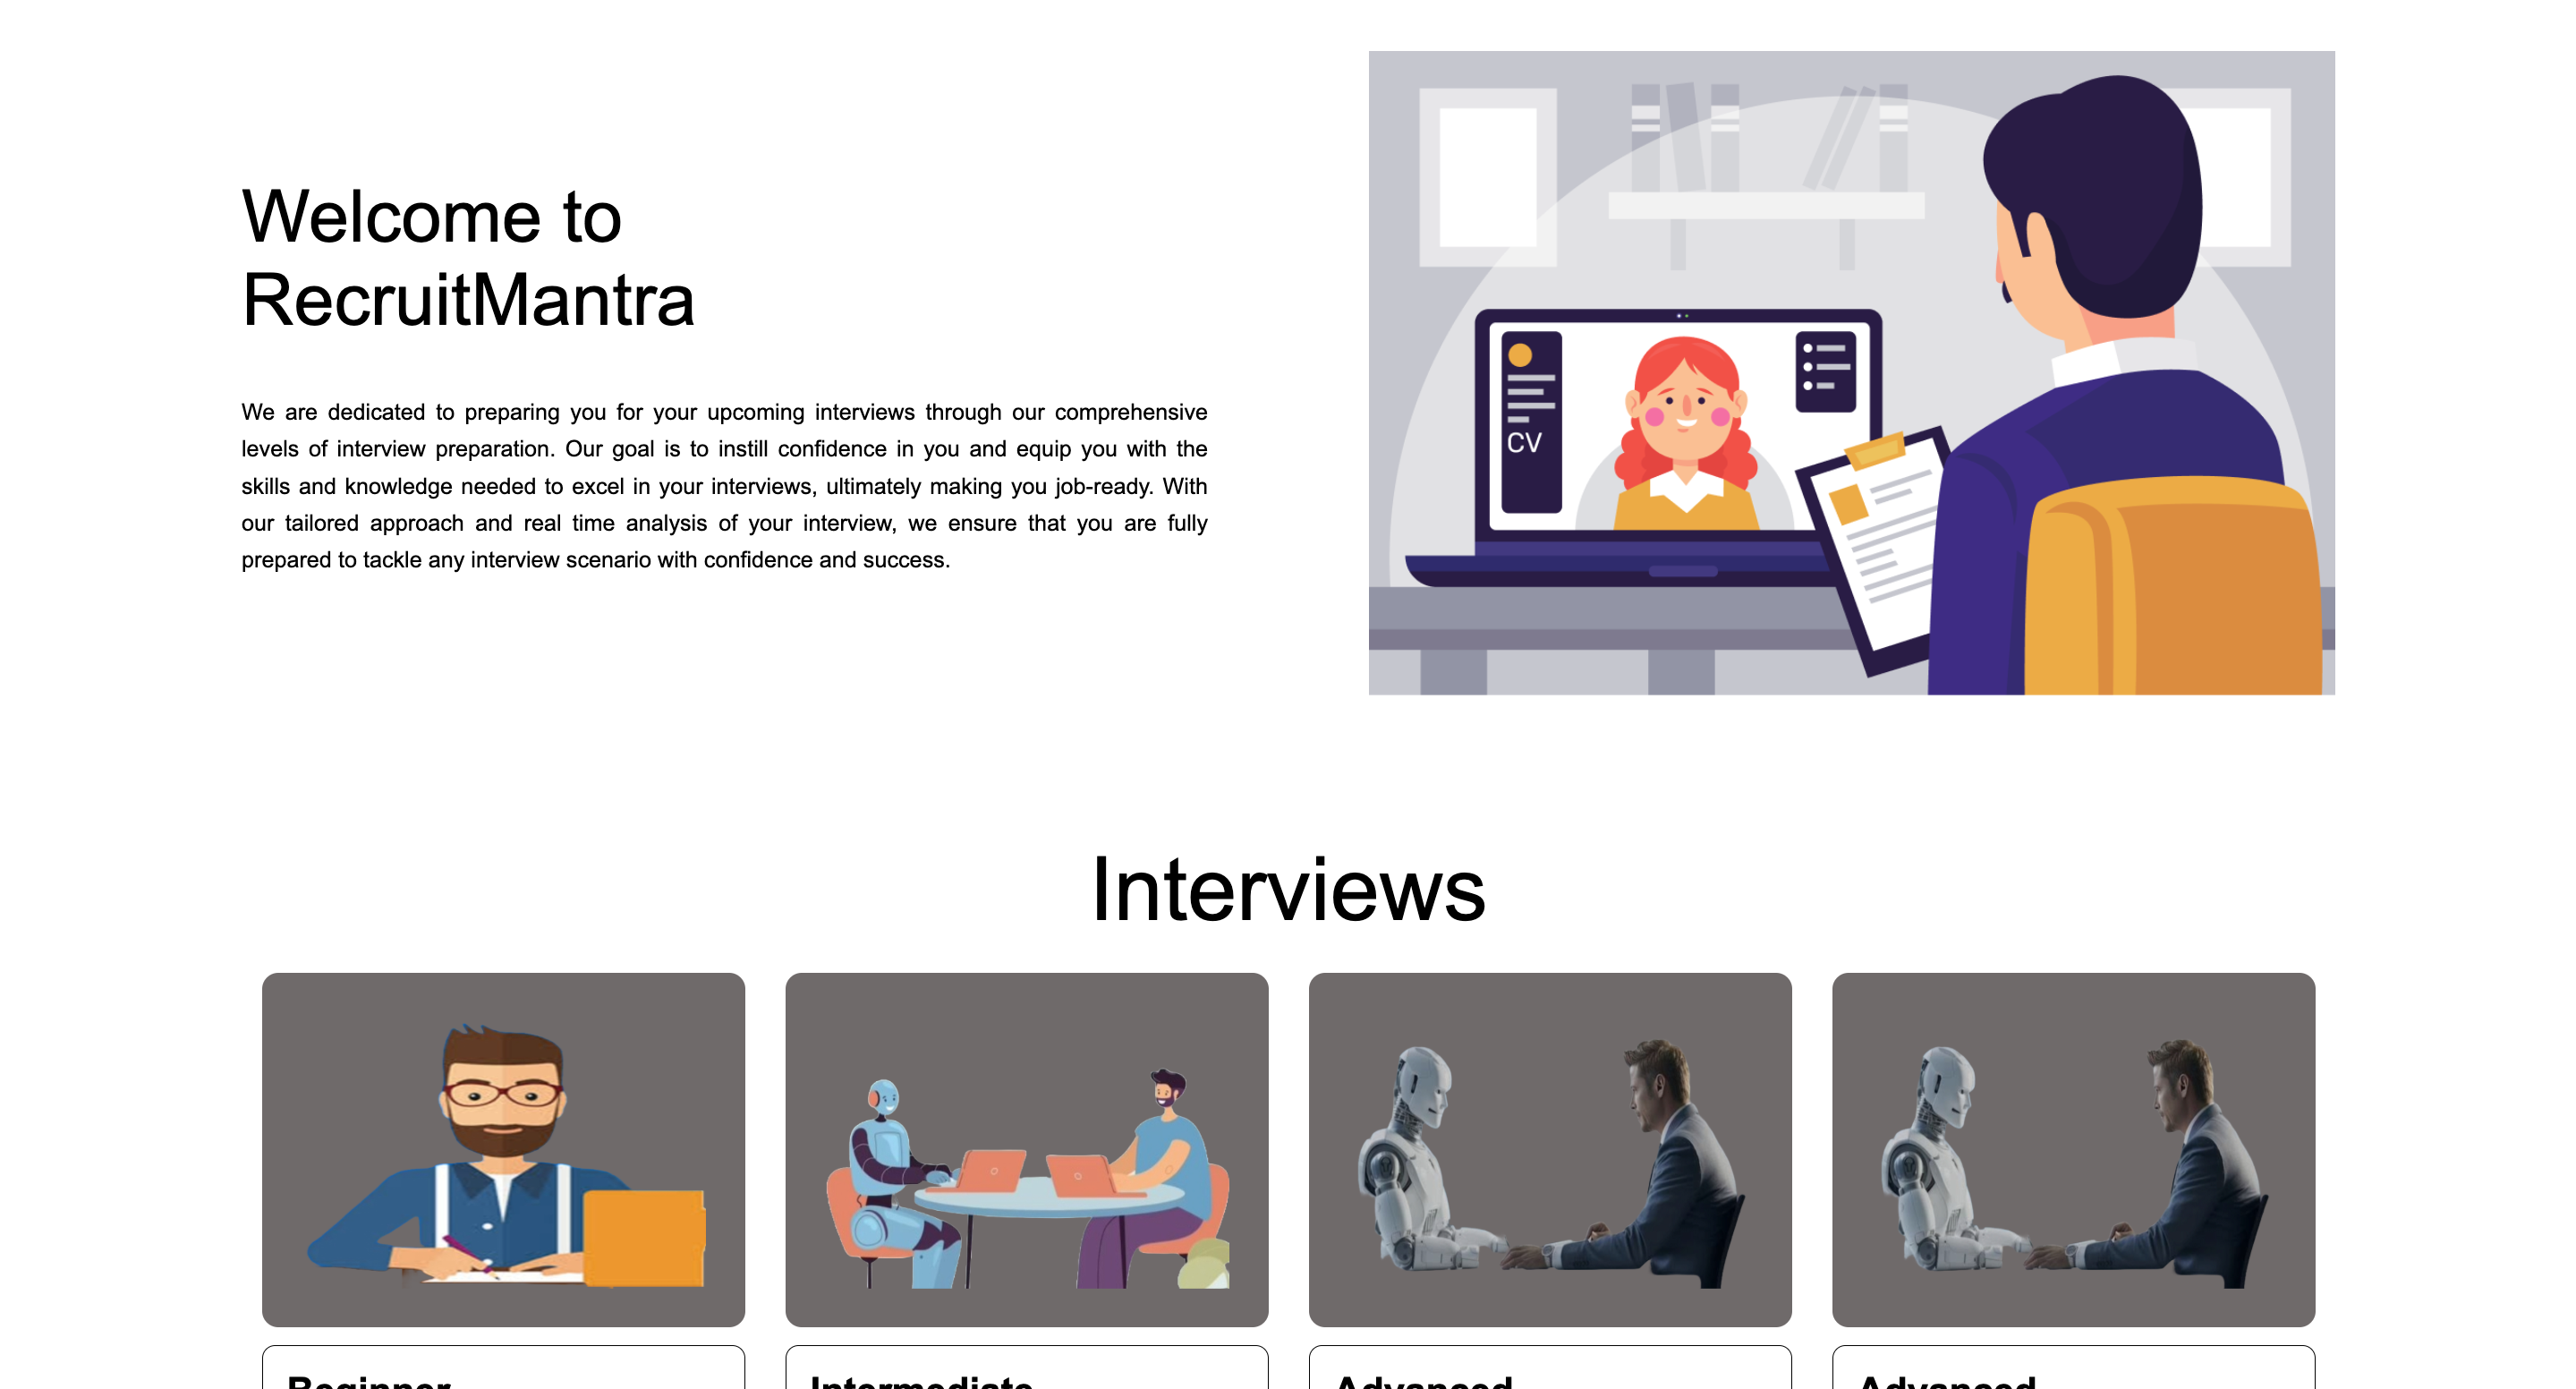 Welcome to
RecruitMantra
We are dedicated to preparing you for your upcoming interviews through our comprehensive
levels of interview preparation. Our goal is to instill confidence in you and equip you with the
skills and knowledge needed to excel in your interviews, ultimately making you job-ready. With
our tailored approach and real time analysis of your interview, we ensure that you are fully
prepared to tackle any interview scenario with confidence and success.
CV
Interviews
Beginner
Intermediate
Advanced
Advanced